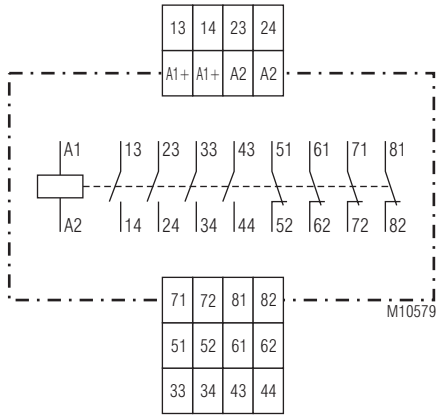 13 14 23 24
A1+ A1+ A2 A2
A1 13 23 33 43 51 61 71 81
A2 14 24 34 44 52 62 72 82
71 72 81 82
M10579
51 52 61 62
33 34 43 44